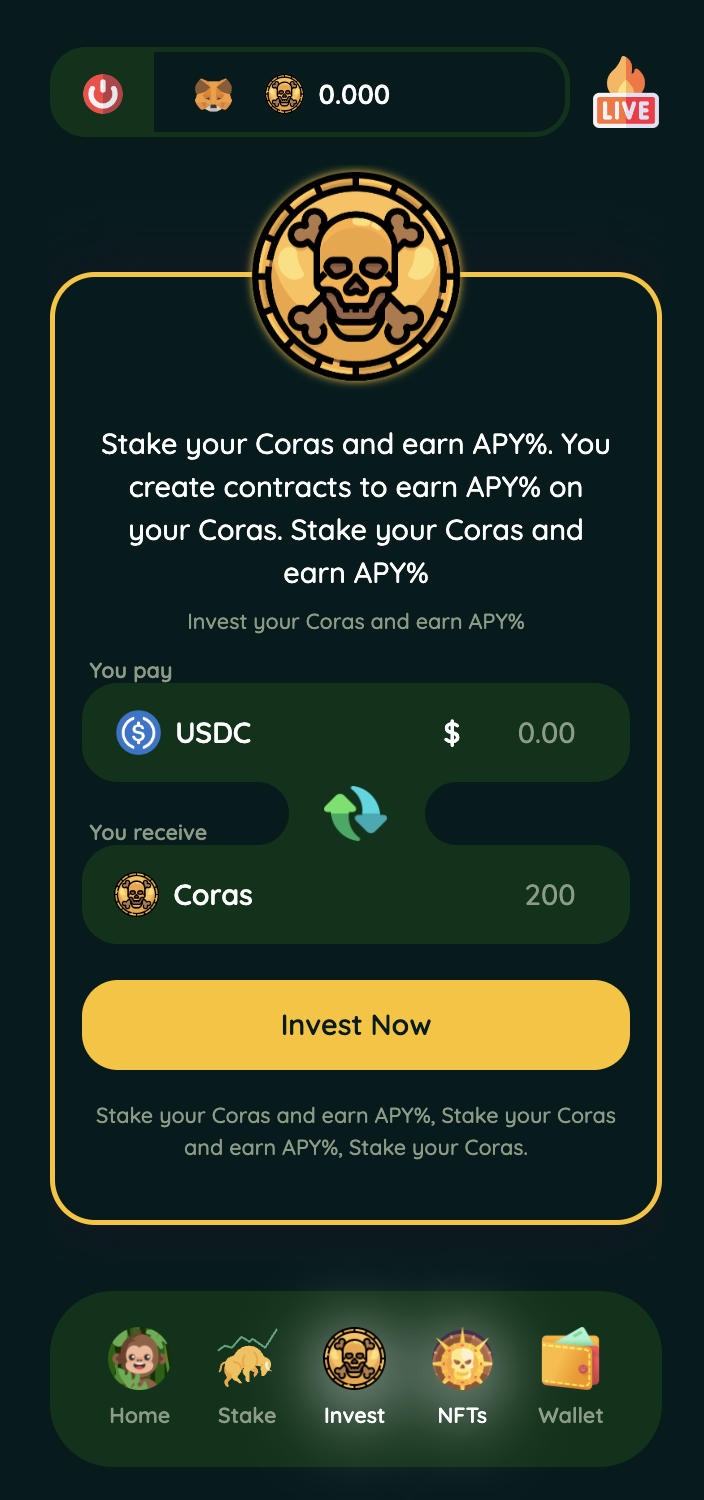 0.000
LIVE
Stake your Coras and earn APY%. You
create contracts to earn APY% on
your Coras. Stake your Coras and
earn APY%
Invest your Coras and earn APY%
You pay
USDC $ 0.00
You receive
Coras 200
Invest Now
Stake your Coras and earn APY%, Stake your Coras
and earn APY%, Stake your Coras.
Home Stake Invest NFTs Wallet